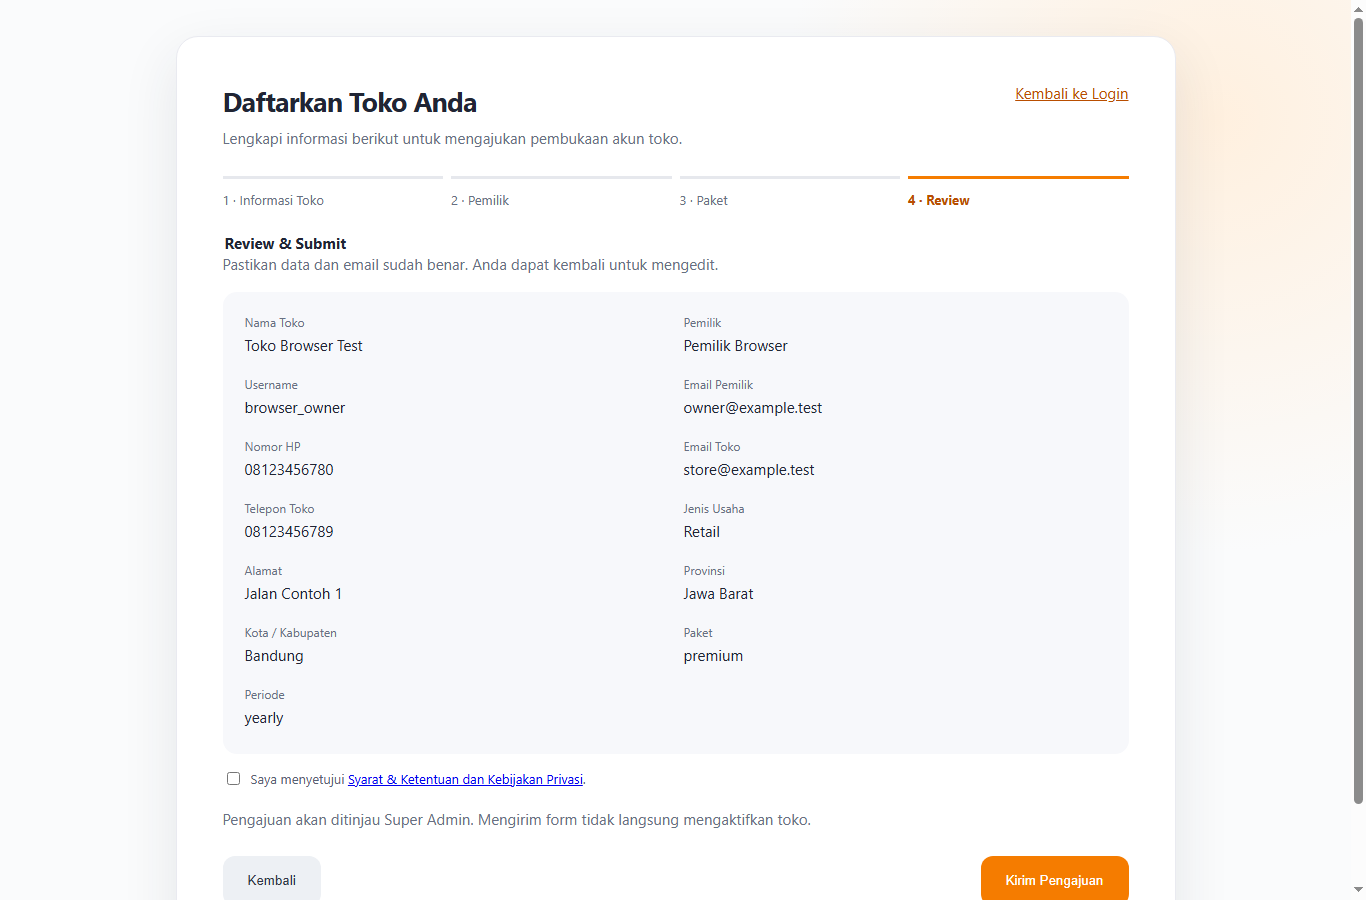 Daftarkan Toko Anda
Kembali ke Login
Lengkapi informasi berikut untuk mengajukan pembukaan akun toko.
1 · Informasi Toko
2 · Pemilik
3 · Paket
4 · Review
Review & Submit
Pastikan data dan email sudah benar. Anda dapat kembali untuk mengedit.
Nama Toko
Toko Browser Test
Pemilik
Pemilik Browser
Username
browser_owner
Email Pemilik
owner@example.test
Nomor HP
08123456780
Email Toko
store@example.test
Telepon Toko
08123456789
Jenis Usaha
Retail
Alamat
Jalan Contoh 1
Provinsi
Jawa Barat
Kota / Kabupaten
Bandung
Paket
premium
Periode
yearly
Saya menyetujui Syarat & Ketentuan dan Kebijakan Privasi.
Pengajuan akan ditinjau Super Admin. Mengirim form tidak langsung mengaktifkan toko.
Kembali
Kirim Pengajuan